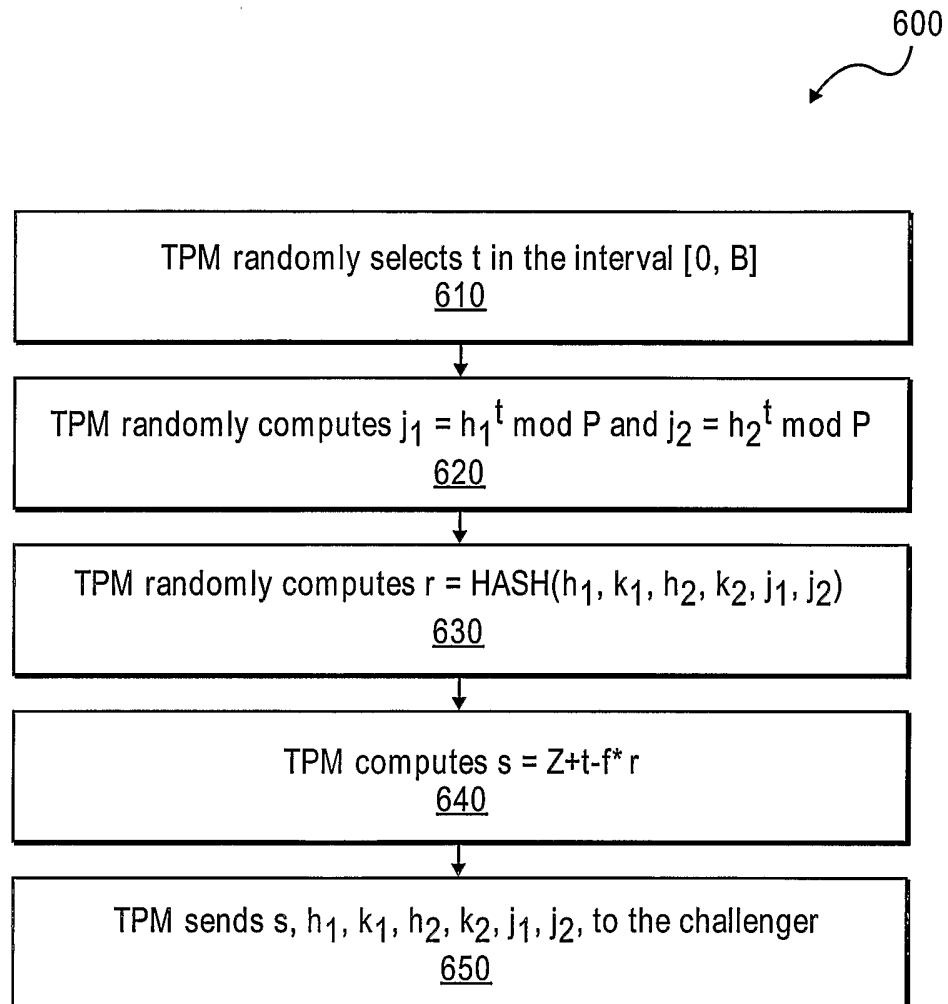 600
TPM randomly selects t in the interval [0, B]
610
TPM randomly computes j₁ = h₁ᵗ mod P and j₂ = h₂ᵗ mod P
620
TPM randomly computes r = HASH(h₁, k₁, h₂, k₂, j₁, j₂)
630
TPM computes s = Z+t-f* r
640
TPM sends s, h₁, k₁, h₂, k₂, j₁, j₂, to the challenger
650